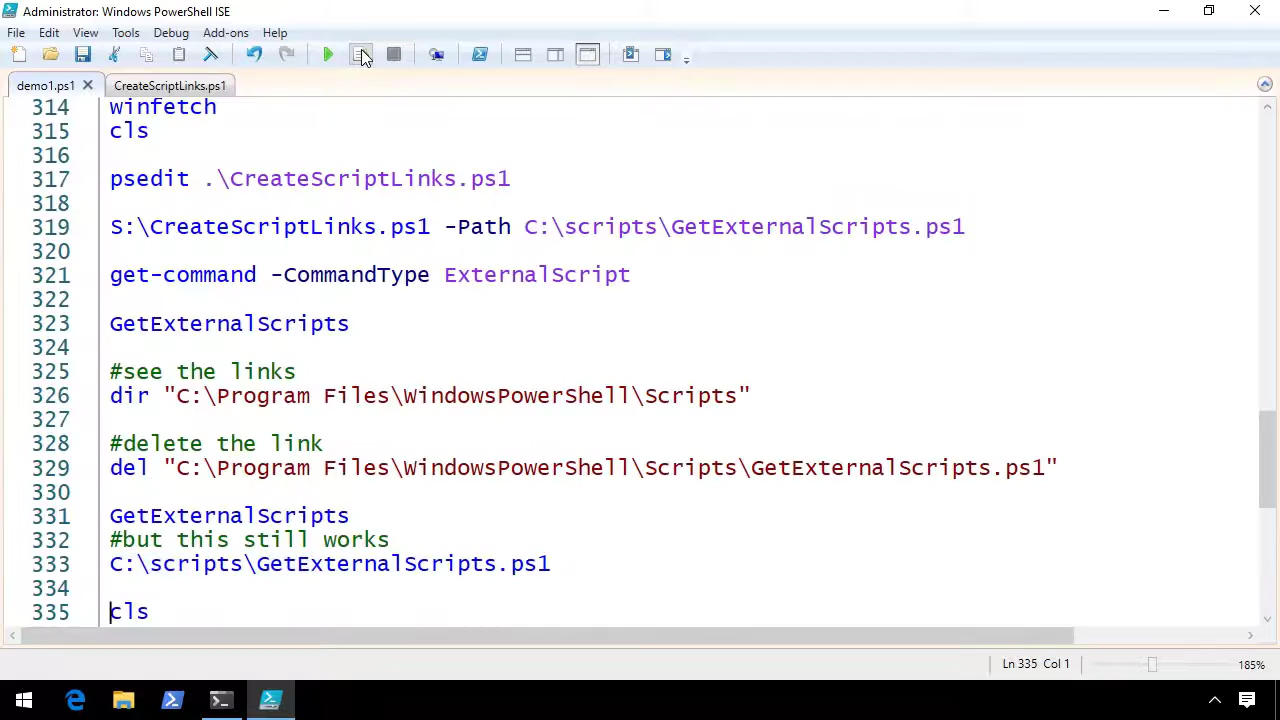 Administrator: Windows PowerShell ISE
File Edit View Tools Debug Add-ons Help
demo1.ps1 CreateScriptLinks.ps1
314 winfetch
315 cls
316
317 psedit .\CreateScriptLinks.ps1
318
319 S:\CreateScriptLinks.ps1 -Path C:\scripts\GetExternalScripts.ps1
320
321 get-command -CommandType ExternalScript
322
323 GetExternalScripts
324
325 #see the links
326 dir "C:\Program Files\WindowsPowerShell\Scripts"
327
328 #delete the link
329 del "C:\Program Files\WindowsPowerShell\Scripts\GetExternalScripts.ps1"
330
331 GetExternalScripts
332 #but this still works
333 C:\scripts\GetExternalScripts.ps1
334
335 cls
Ln 335 Col 1 185%